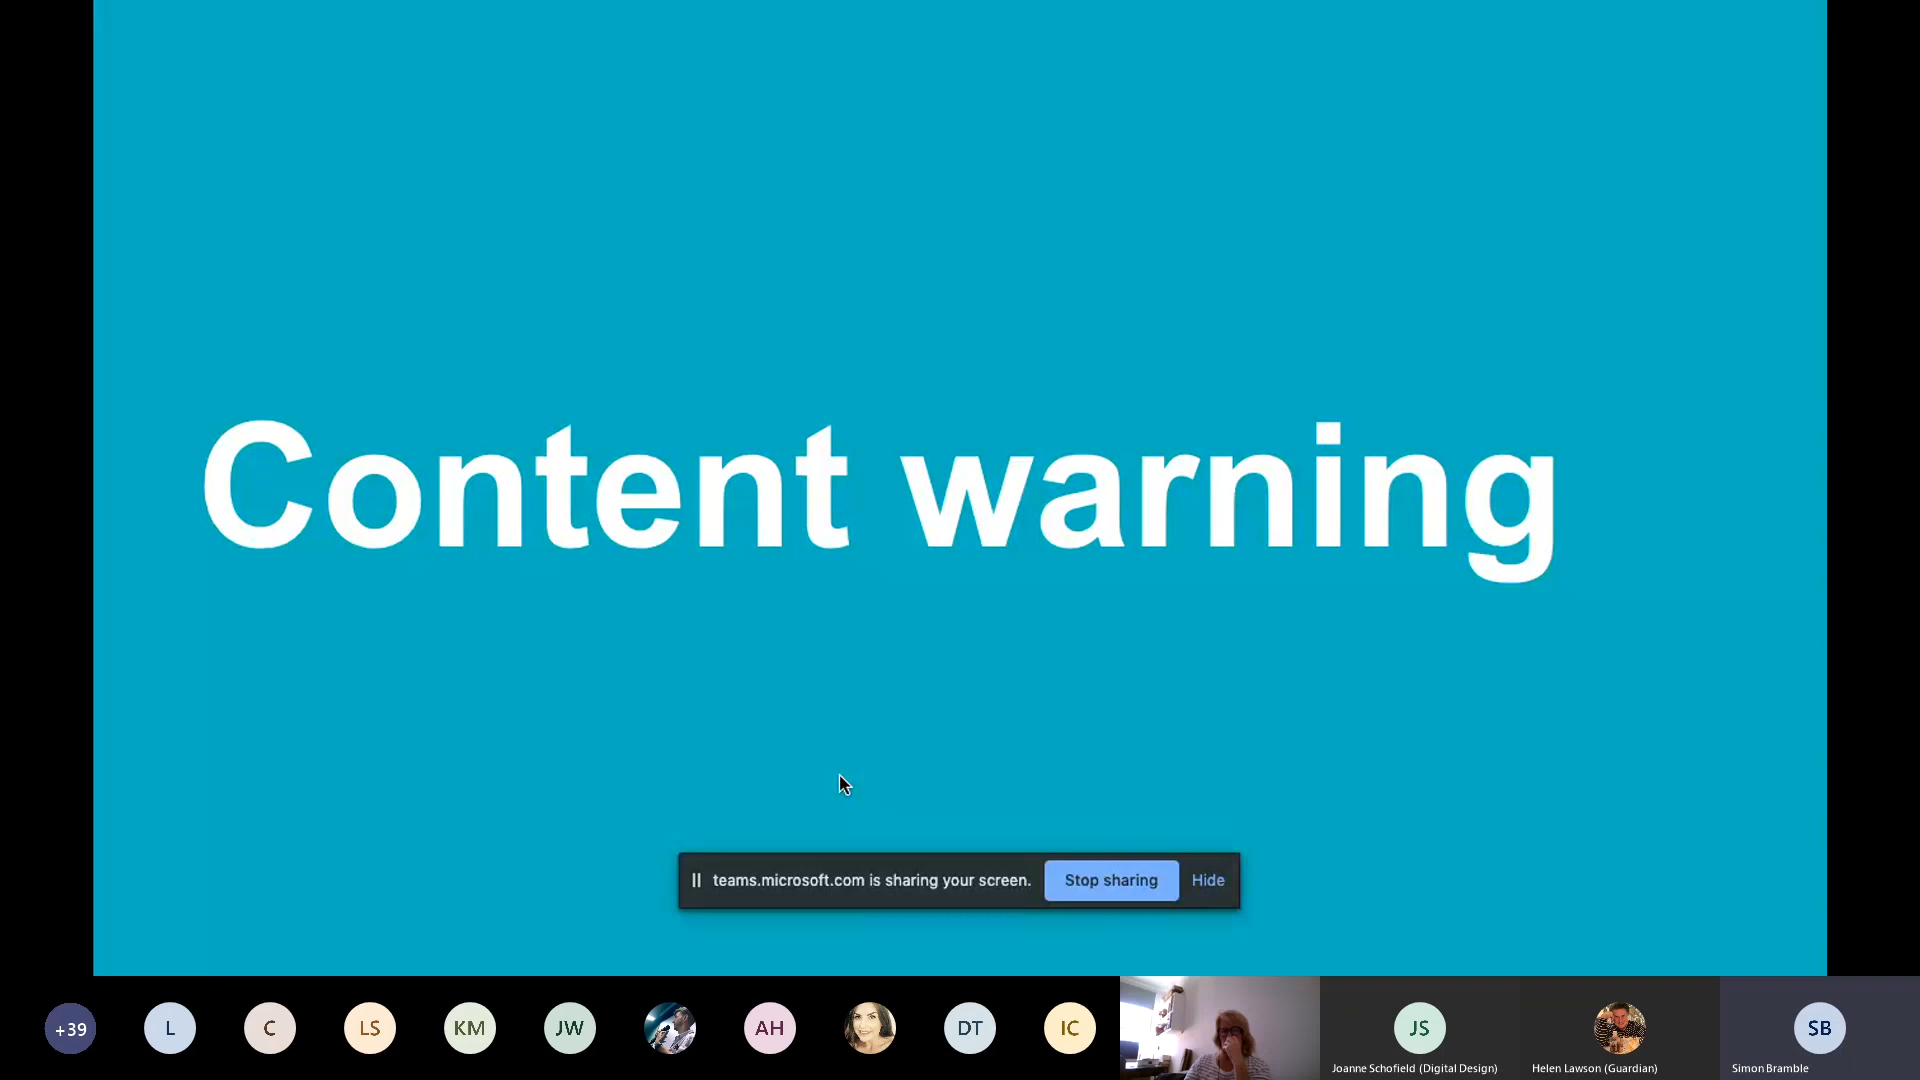 Content warning
teams.microsoft.com is sharing your screen. Stop sharing Hide
+39 L C LS KM JW AH DT IC JS SB
Joanne Schofield (Digital Design) Helen Lawson (Guardian) Simon Bramble